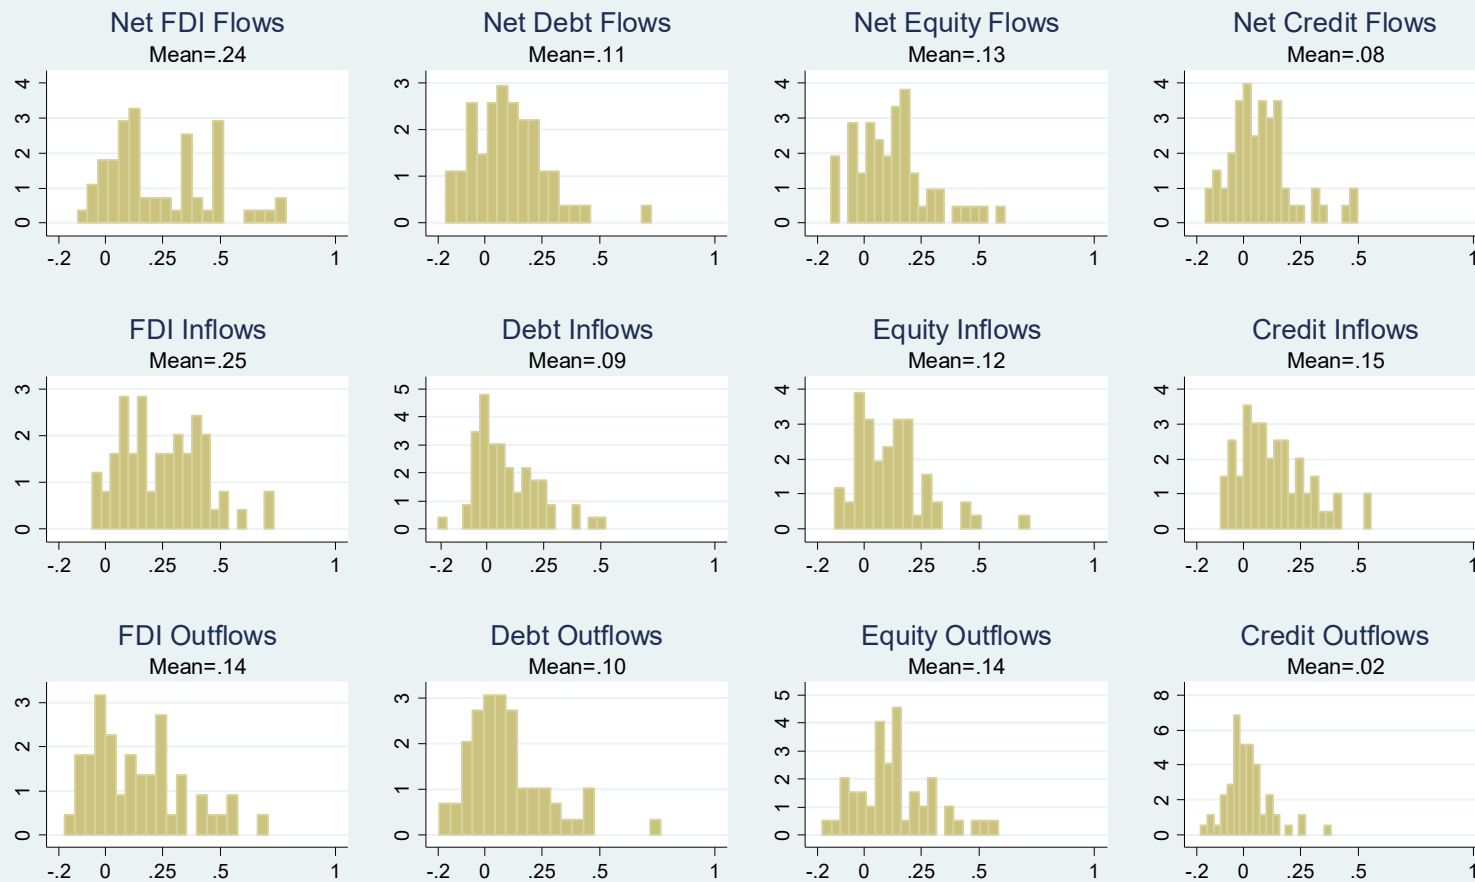 Net FDI Flows
Mean=.24
4
3
2
1
0
-.2 0 .25 .5 1
Net Debt Flows
Mean=.11
3
2
1
0
-.2 0 .25 .5 1
Net Equity Flows
Mean=.13
4
3
2
1
0
-.2 0 .25 .5 1
Net Credit Flows
Mean=.08
4
3
2
1
0
-.2 0 .25 .5 1
FDI Inflows
Mean=.25
3
2
1
0
-.2 0 .25 .5 1
Debt Inflows
Mean=.09
5
4
3
2
1
0
-.2 0 .25 .5 1
Equity Inflows
Mean=.12
4
3
2
1
0
-.2 0 .25 .5 1
Credit Inflows
Mean=.15
4
3
2
1
0
-.2 0 .25 .5 1
FDI Outflows
Mean=.14
3
2
1
0
-.2 0 .25 .5 1
Debt Outflows
Mean=.10
3
2
1
0
-.2 0 .25 .5 1
Equity Outflows
Mean=.14
5
4
3
2
1
0
-.2 0 .25 .5 1
Credit Outflows
Mean=.02
8
6
4
2
0
-.2 0 .25 .5 1